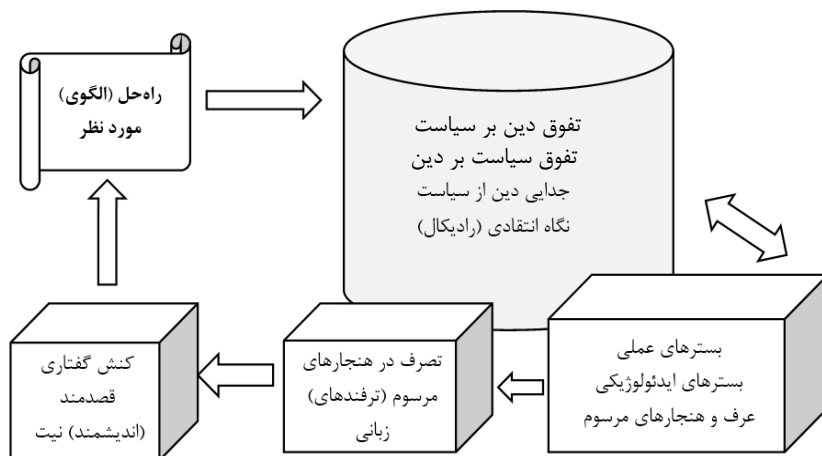 راه‌حل (الگوی)
مورد نظر
تفوق دین بر سیاست
تفوق سیاست بر دین
جدایی دین از سیاست
نگاه انتقادی (رادیکال)
بسترهای عملی
بسترهای ایدئولوژیکی
عرف و هنجارهای مرسوم
تصرف در هنجارهای
مرسوم (ترفندهای)
زبانی
کنش گفتاری
قصدمند
(اندیشمند) نیت